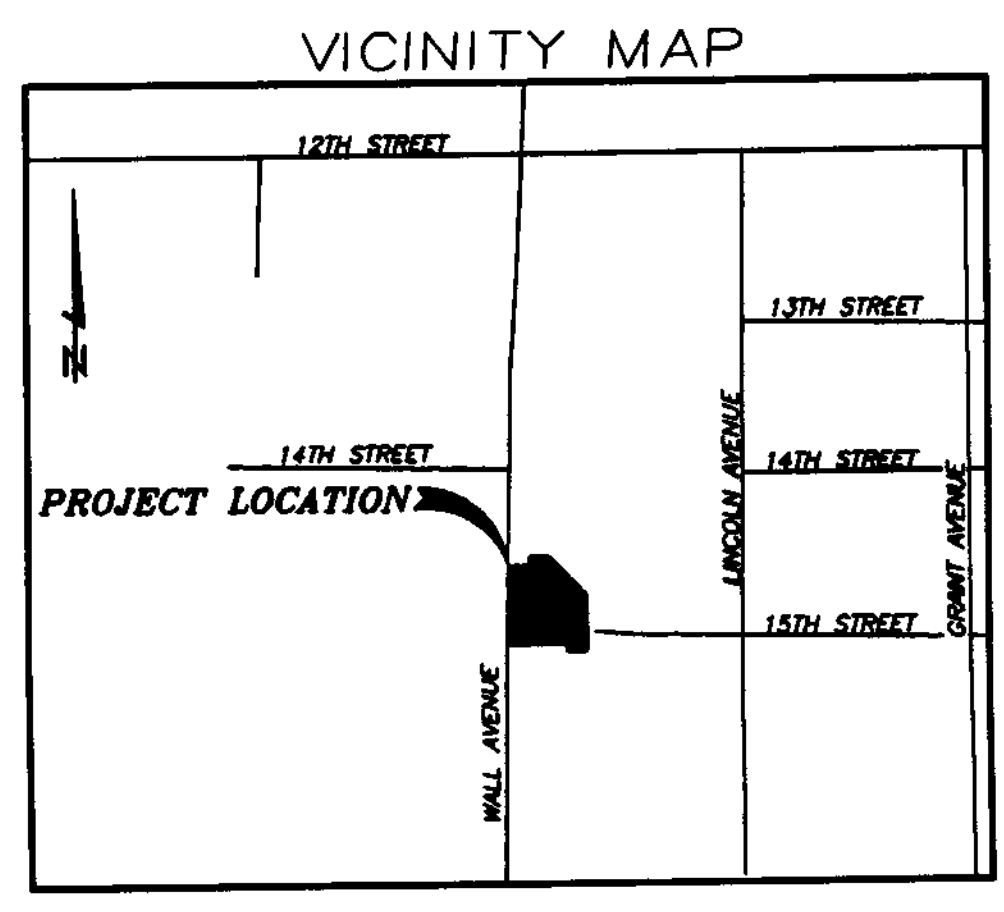 VICINITY MAP
12TH STREET
13TH STREET
N
14TH STREET
14TH STREET
PROJECT LOCATION
LINCOLN AVENUE
GRANT AVENUE
15TH STREET
WALL AVENUE